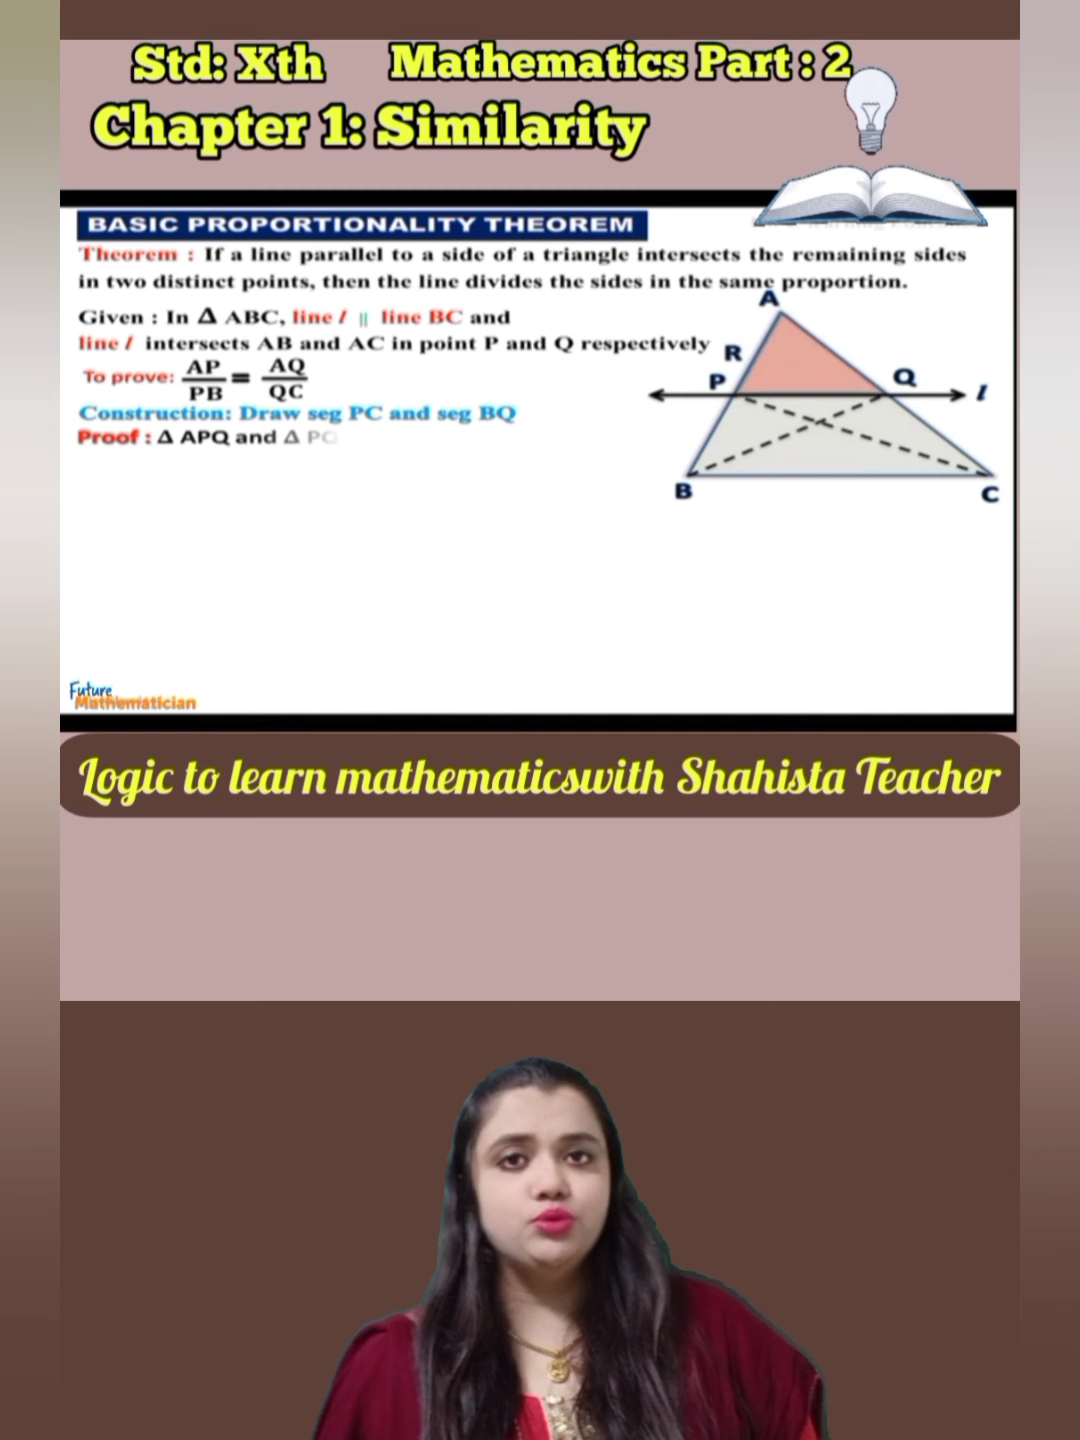 Std: Xth Mathematics Part : 2
Chapter 1: Similarity
BASIC PROPORTIONALITY THEOREM
Theorem : If a line parallel to a side of a triangle intersects the remaining sides
in two distinct points, then the line divides the sides in the same proportion.
Given : In Δ ABC, line l || line BC and
line l intersects AB and AC in point P and Q respectively
To prove: AP/PB = AQ/QC
Construction: Draw seg PC and seg BQ
Proof : Δ APQ and Δ PQ
A
R
P
Q
l
B
C
Future
Mathematician
Logic to learn mathematicswith Shahista Teacher